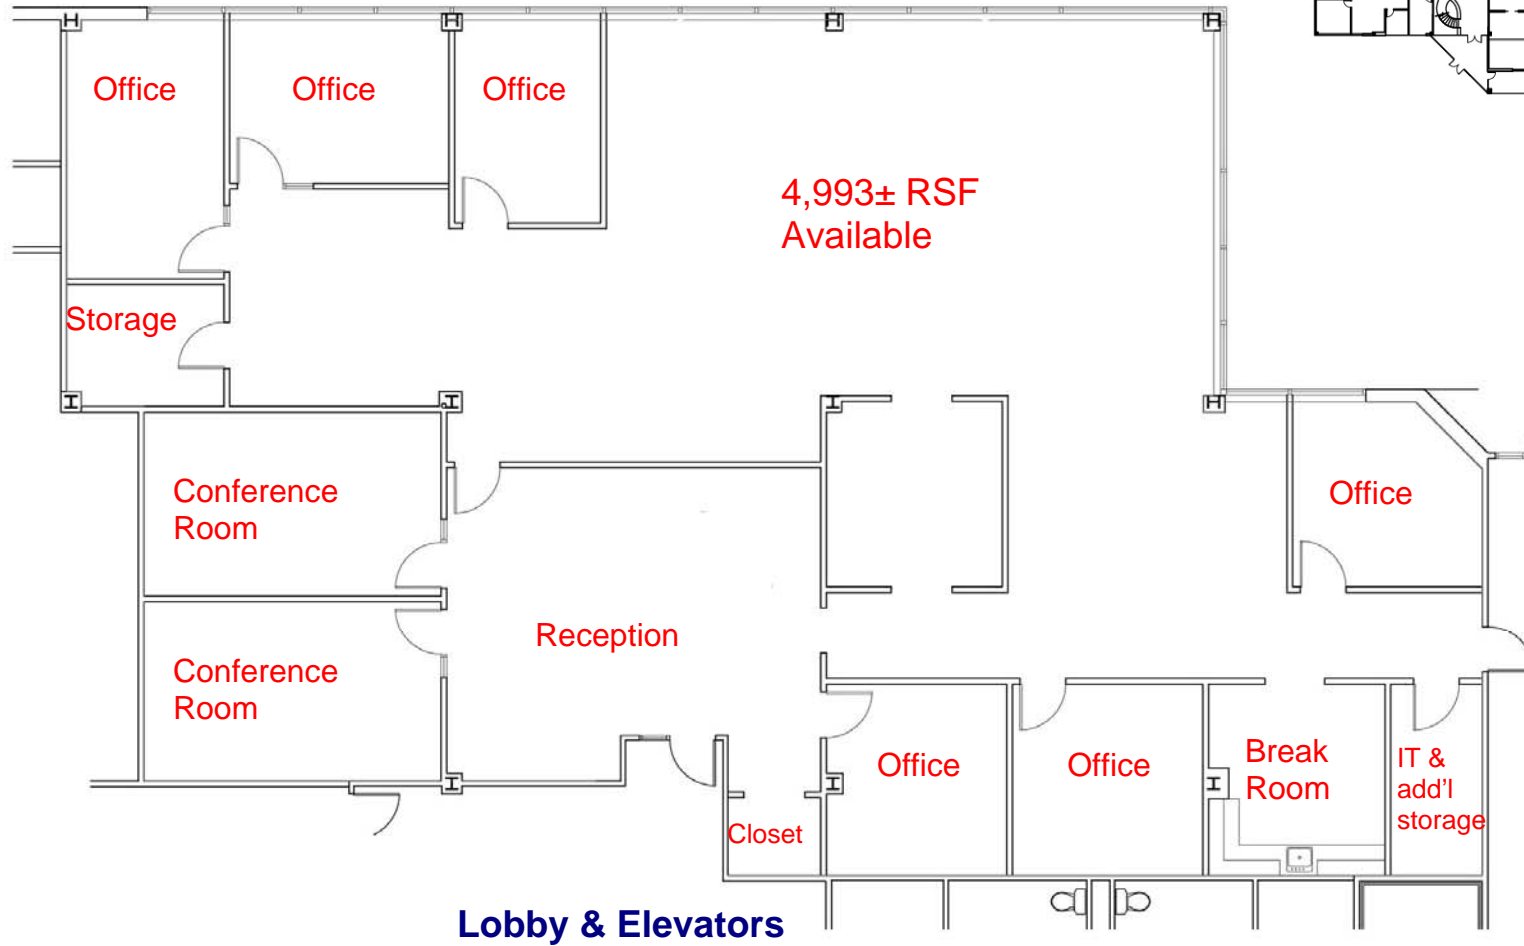 Office
Office
Office
4,993± RSF
Available
Storage
Conference
Room
Office
Reception
Conference
Room
Office
Office
Break
Room
IT &
add'l
storage
Closet
Lobby & Elevators